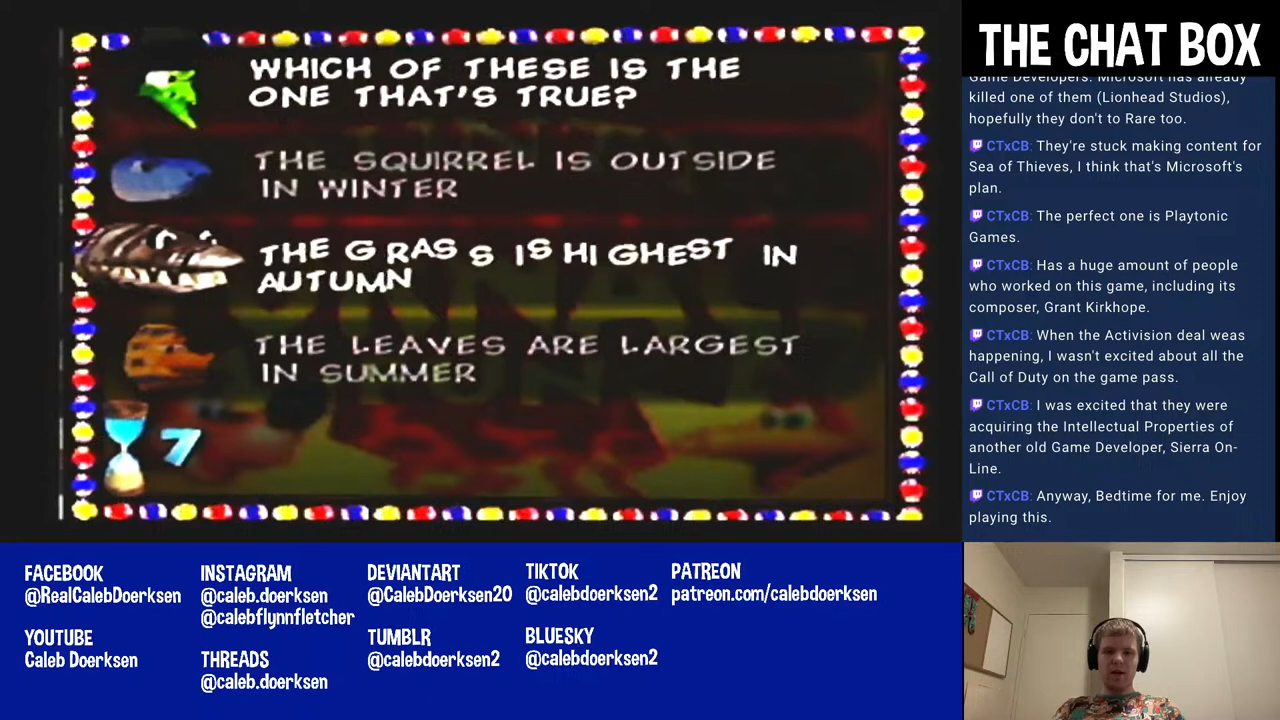 WHICH OF THESE IS THE
ONE THAT'S TRUE?
THE SQUIRREL IS OUTSIDE
IN WINTER
THE GRASS IS HIGHEST IN
AUTUMN
THE LEAVES ARE LARGEST
IN SUMMER
7
THE CHAT BOX
Game Developers. Microsoft has already
killed one of them (Lionhead Studios),
hopefully they don't to Rare too.
CTxCB: They're stuck making content for
Sea of Thieves, I think that's Microsoft's
plan.
CTxCB: The perfect one is Playtonic
Games.
CTxCB: Has a huge amount of people
who worked on this game, including its
composer, Grant Kirkhope.
CTxCB: When the Activision deal weas
happening, I wasn't excited about all the
Call of Duty on the game pass.
CTxCB: I was excited that they were
acquiring the Intellectual Properties of
another old Game Developer, Sierra On-
Line.
CTxCB: Anyway, Bedtime for me. Enjoy
playing this.
FACEBOOK
@RealCalebDoerksen
YOUTUBE
Caleb Doerksen
INSTAGRAM
@caleb.doerksen
@calebflynnfletcher
THREADS
@caleb.doerksen
DEVIANTART
@CalebDoerksen20
TUMBLR
@calebdoerksen2
TIKTOK
@calebdoerksen2
BLUESKY
@calebdoerksen2
PATREON
patreon.com/calebdoerksen